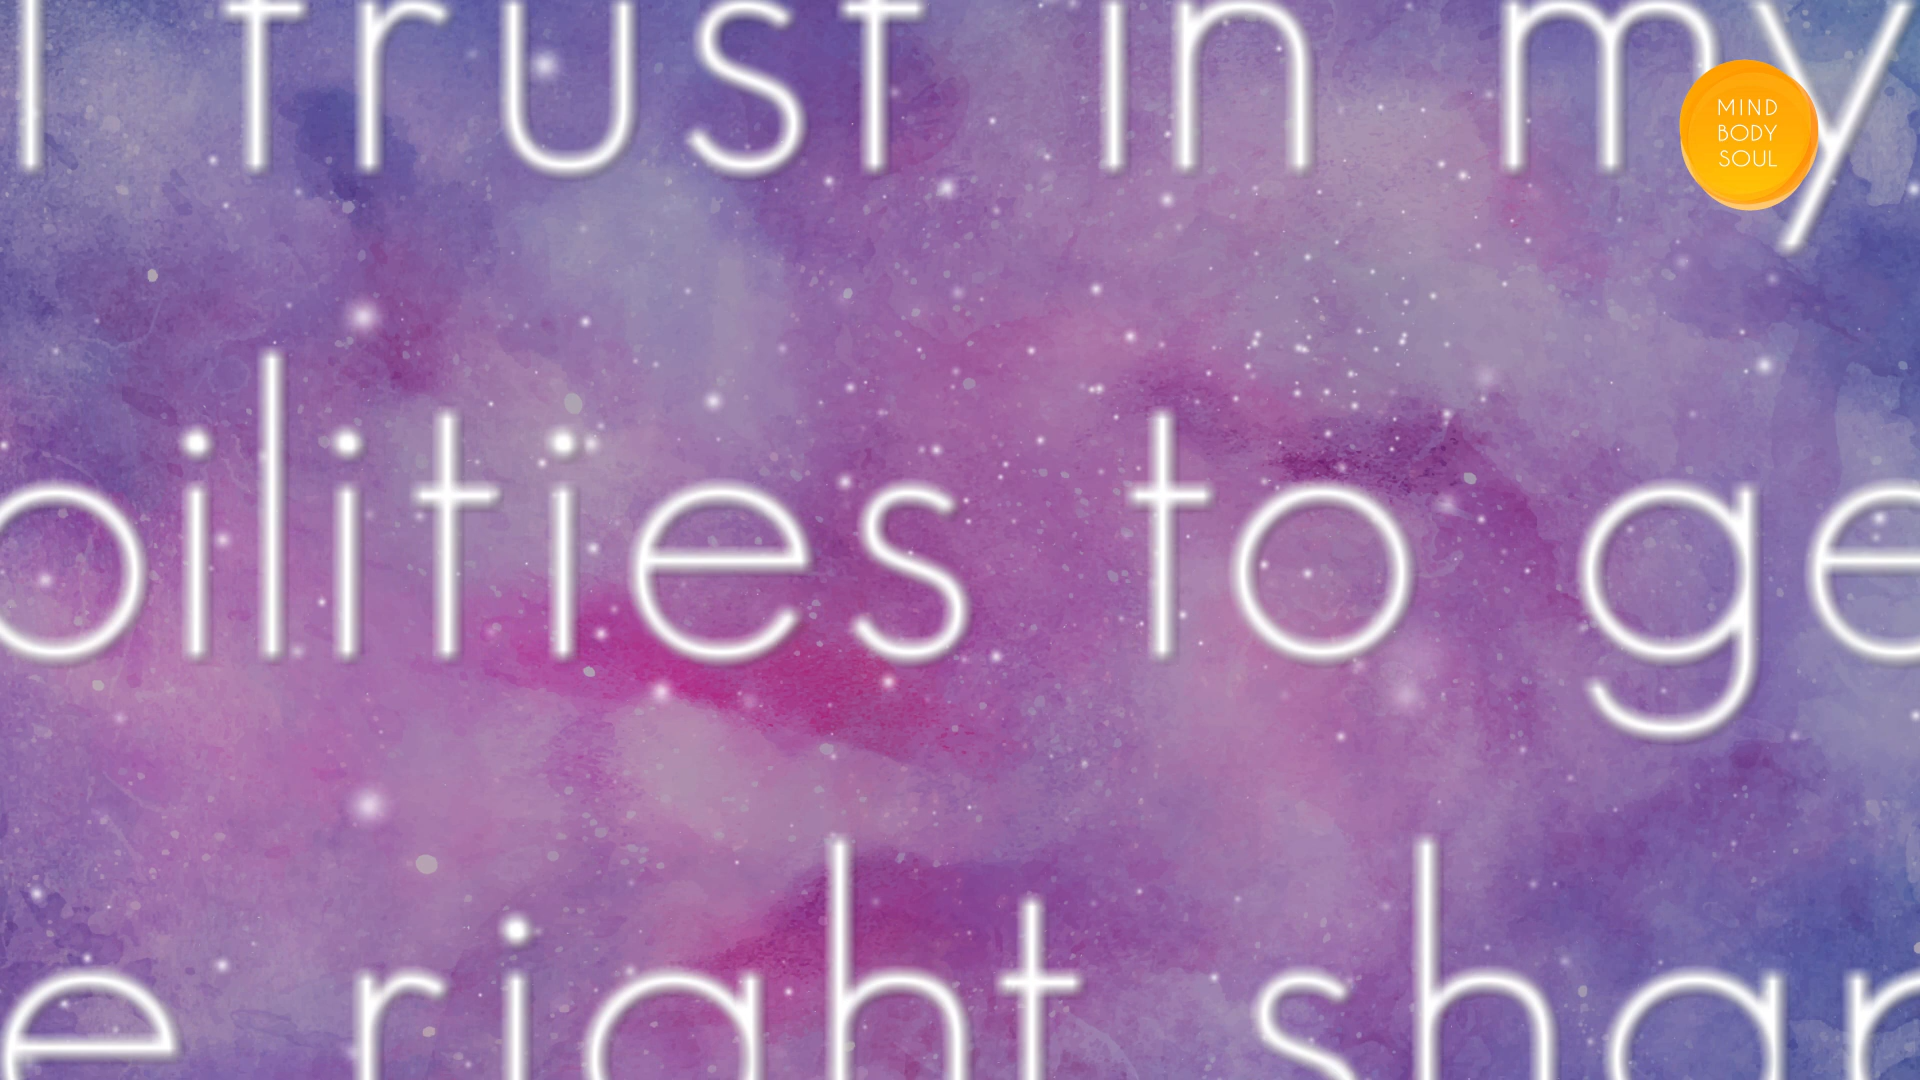 I trust in my
MIND
BODY
SOUL
bilities to ge
e right shap